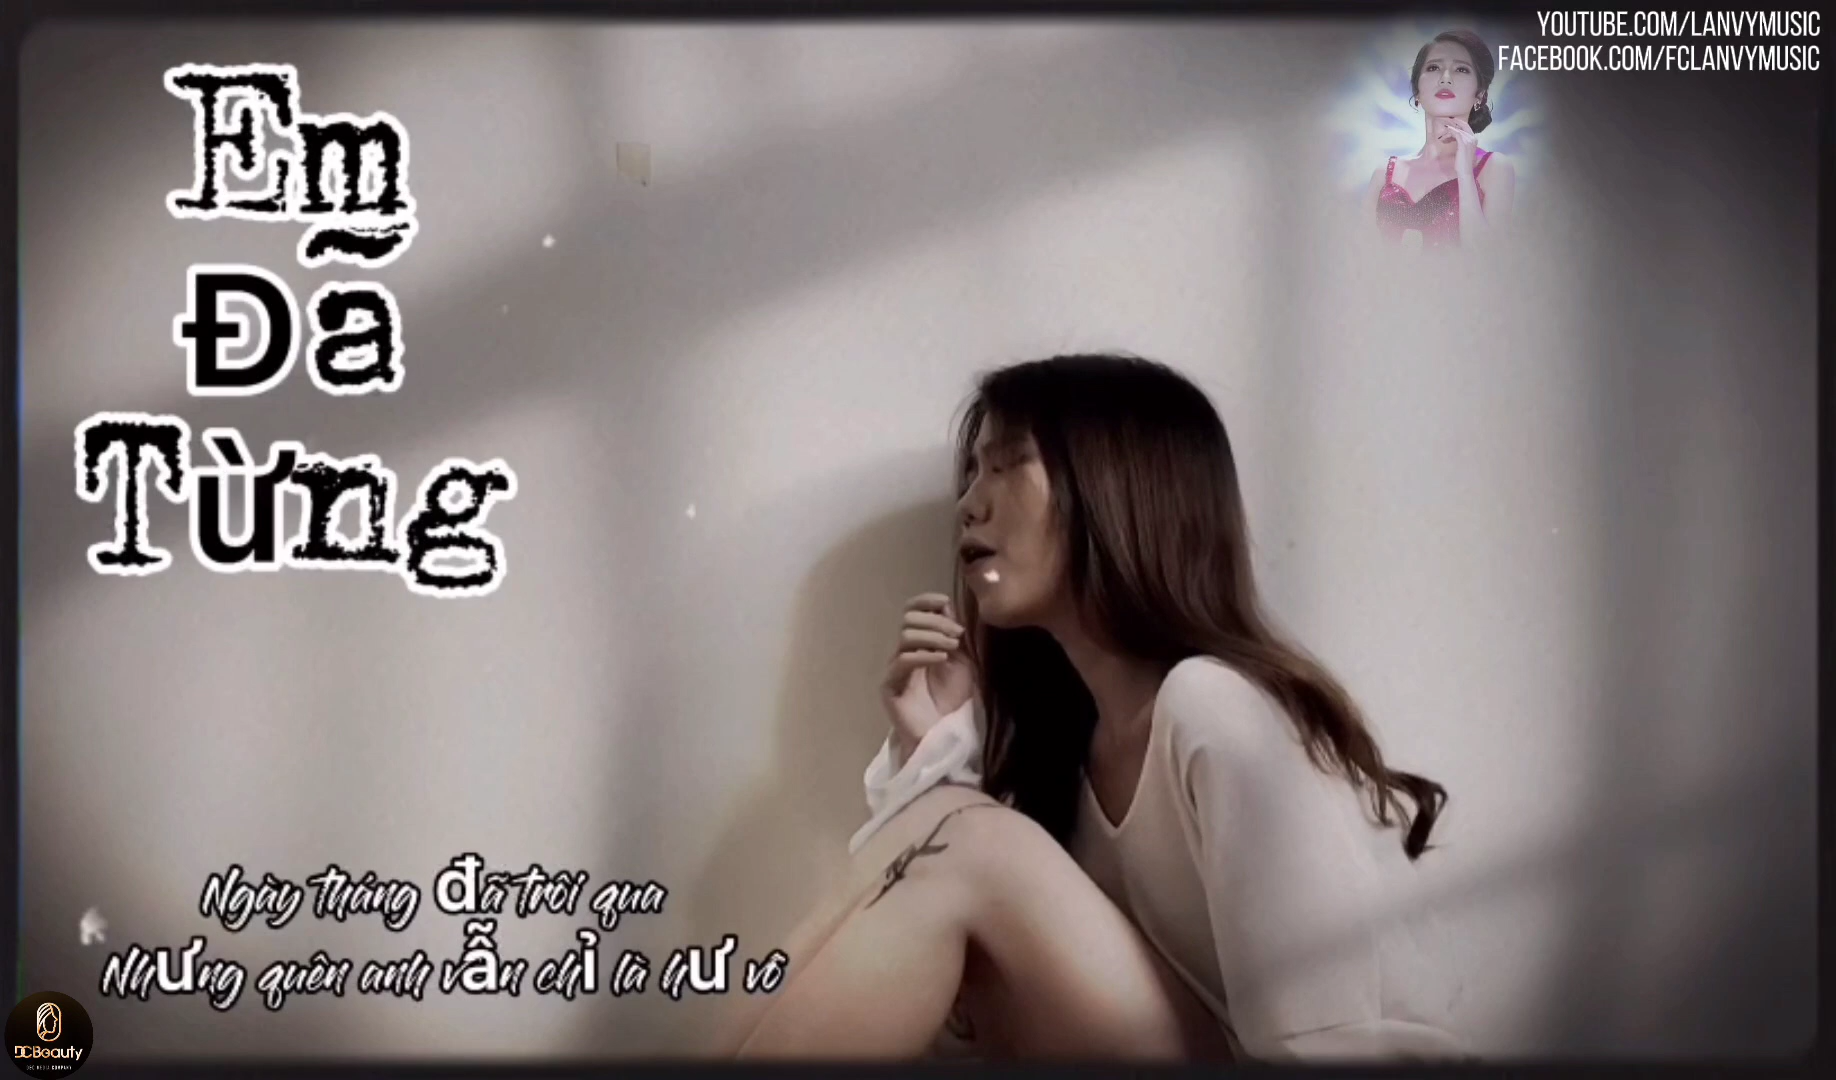 YOUTUBE.COM/LANVYMUSIC
FACEBOOK.COM/FCLANVYMUSIC
Em
Đã
Từng
Ngày tháng đã trôi qua
Nhưng quên anh vẫn chỉ là hư vô
DCBeauty